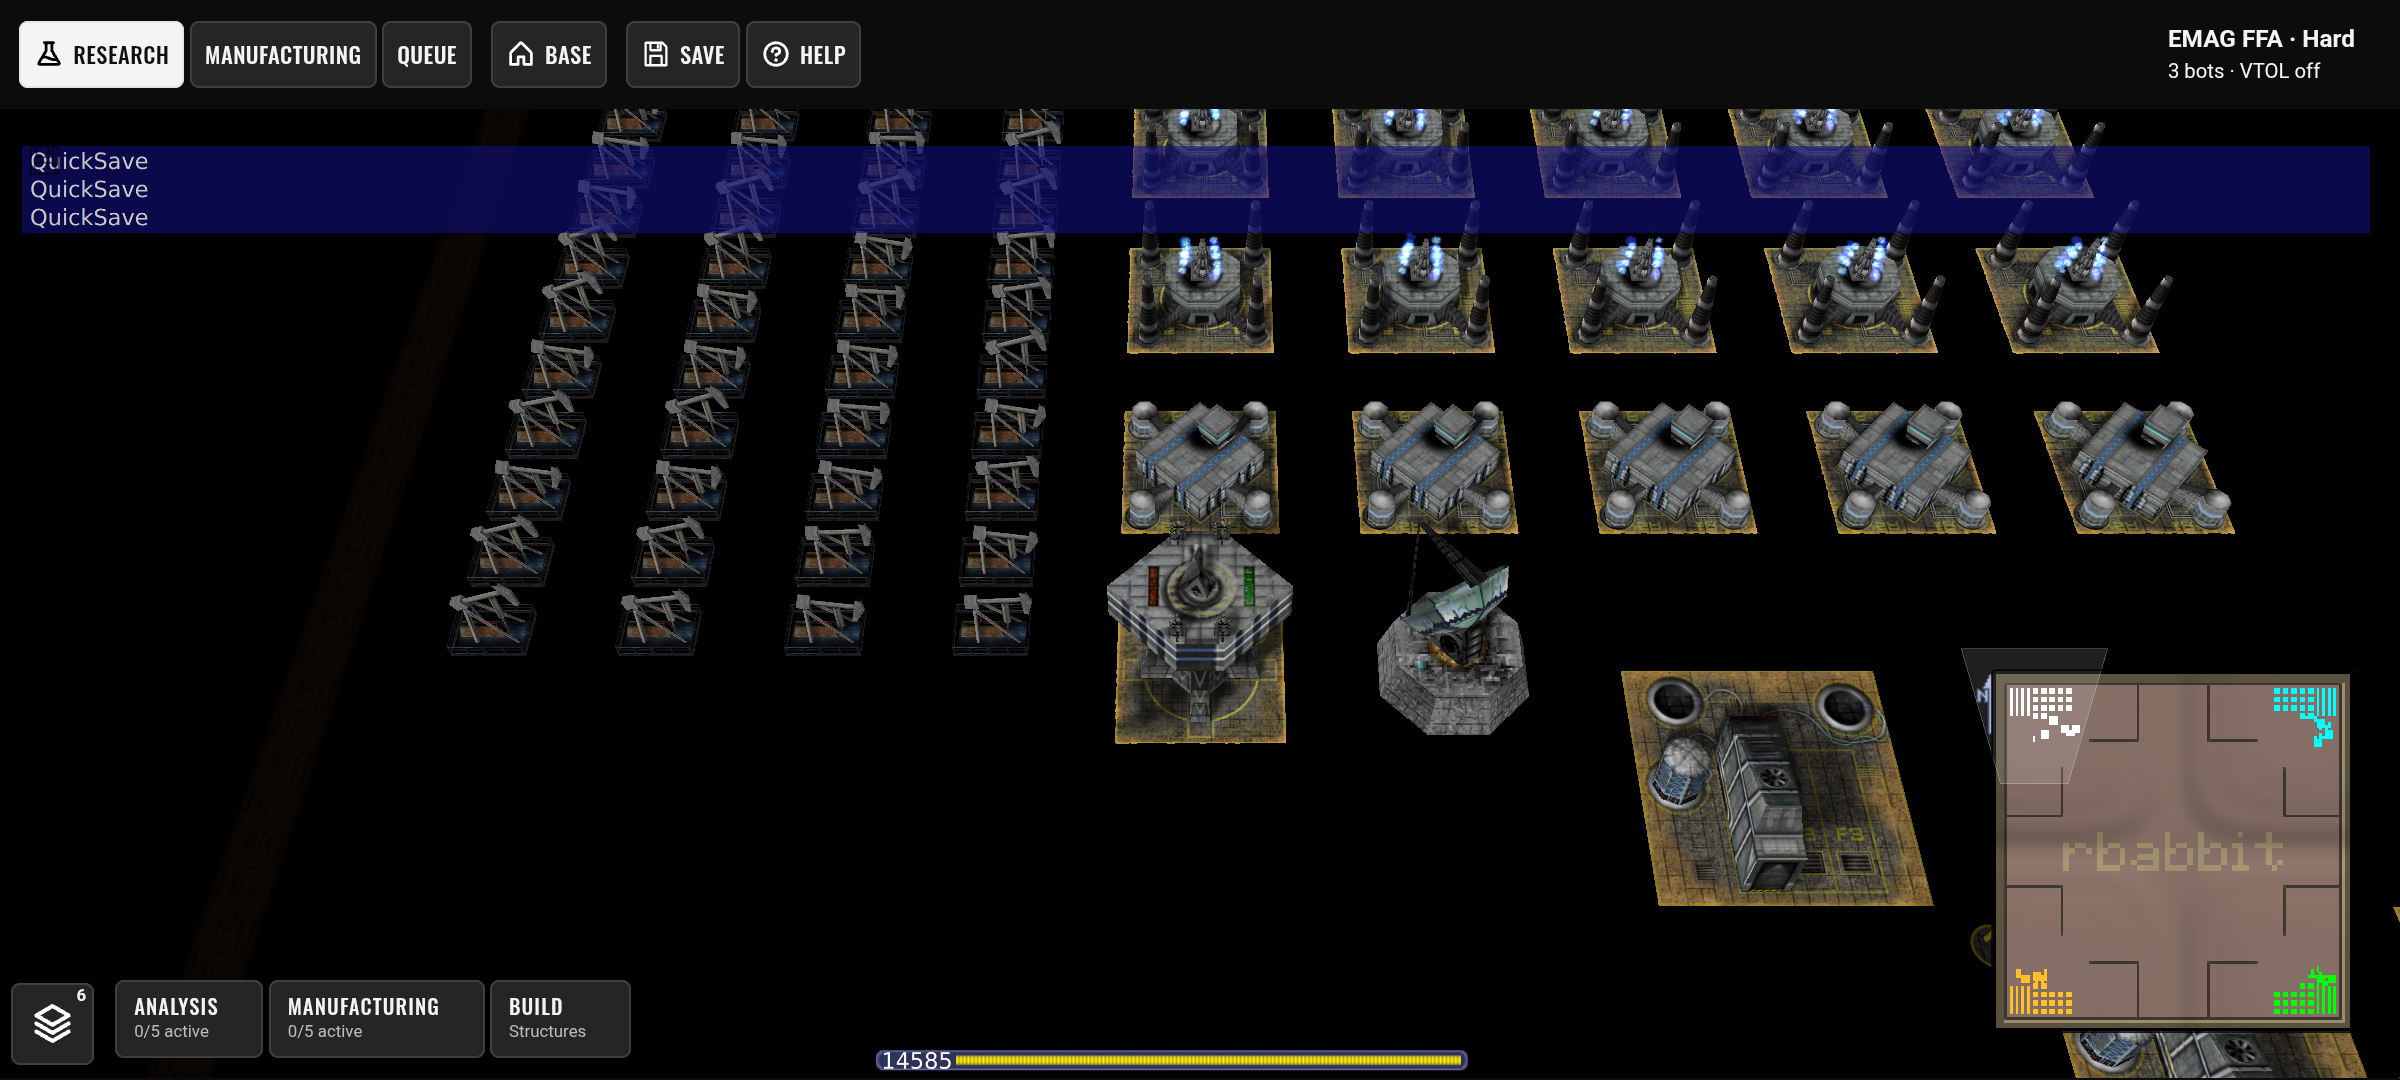 RESEARCH
MANUFACTURING
QUEUE
BASE
SAVE
HELP
EMAG FFA · Hard
3 bots · VTOL off
QuickSave
QuickSave
QuickSave
F3
N
rbabbit
6
ANALYSIS
0/5 active
MANUFACTURING
0/5 active
BUILD
Structures
14585